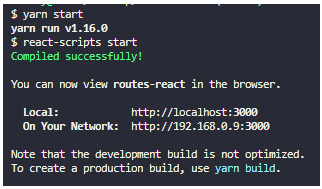 $ yarn start
yarn run v1.16.0
$ react-scripts start
Compiled successfully!
You can now view routes-react in the browser.
Local: http://localhost:3000
On Your Network: http://192.168.0.9:3000
Note that the development build is not optimized.
To create a production build, use yarn build.